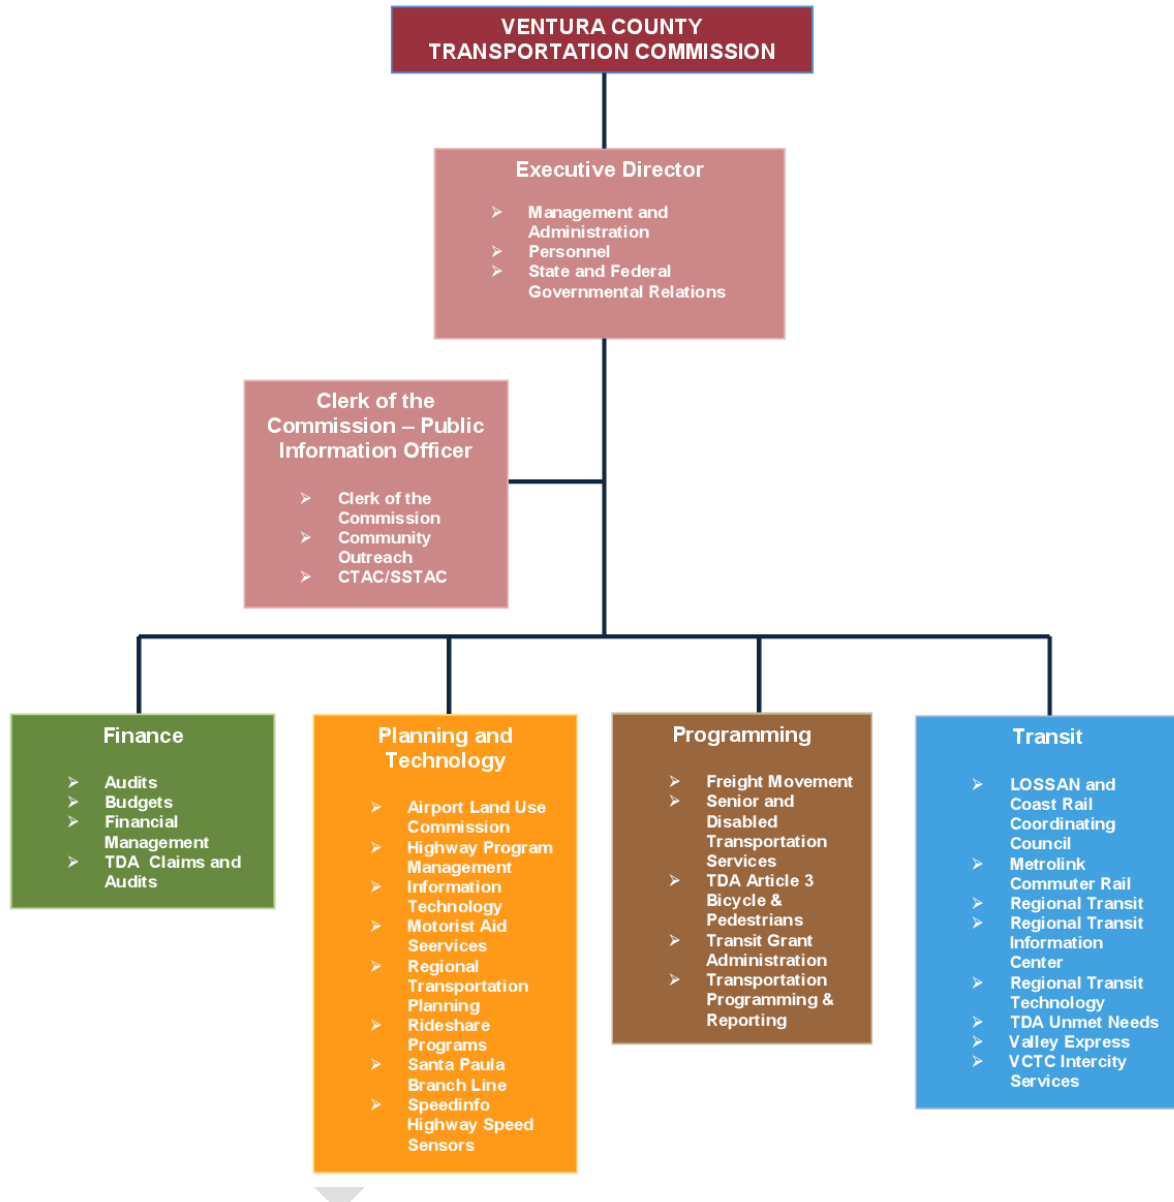 VENTURA COUNTY
TRANSPORTATION COMMISSION
Executive Director
➢ Management and
Administration
➢ Personnel
➢ State and Federal
Governmental Relations
Clerk of the
Commission – Public
Information Officer
➢ Clerk of the
Commission
➢ Community
Outreach
➢ CTAC/SSTAC
Finance
➢ Audits
➢ Budgets
➢ Financial
Management
➢ TDA Claims and
Audits
Planning and
Technology
➢ Airport Land Use
Commission
➢ Highway Program
Management
➢ Information
Technology
➢ Motorist Aid
Seervices
➢ Regional
Transportation
Planning
➢ Rideshare
Programs
➢ Santa Paula
Branch Line
➢ Speedinfo
Highway Speed
Sensors
Programming
➢ Freight Movement
➢ Senior and
Disabled
Transportation
Services
➢ TDA Article 3
Bicycle &
Pedestrians
➢ Transit Grant
Administration
➢ Transportation
Programming &
Reporting
Transit
➢ LOSSAN and
Coast Rail
Coordinating
Council
➢ Metrolink
Commuter Rail
➢ Regional Transit
➢ Regional Transit
Information
Center
➢ Regional Transit
Technology
➢ TDA Unmet Needs
➢ Valley Express
➢ VCTC Intercity
Services